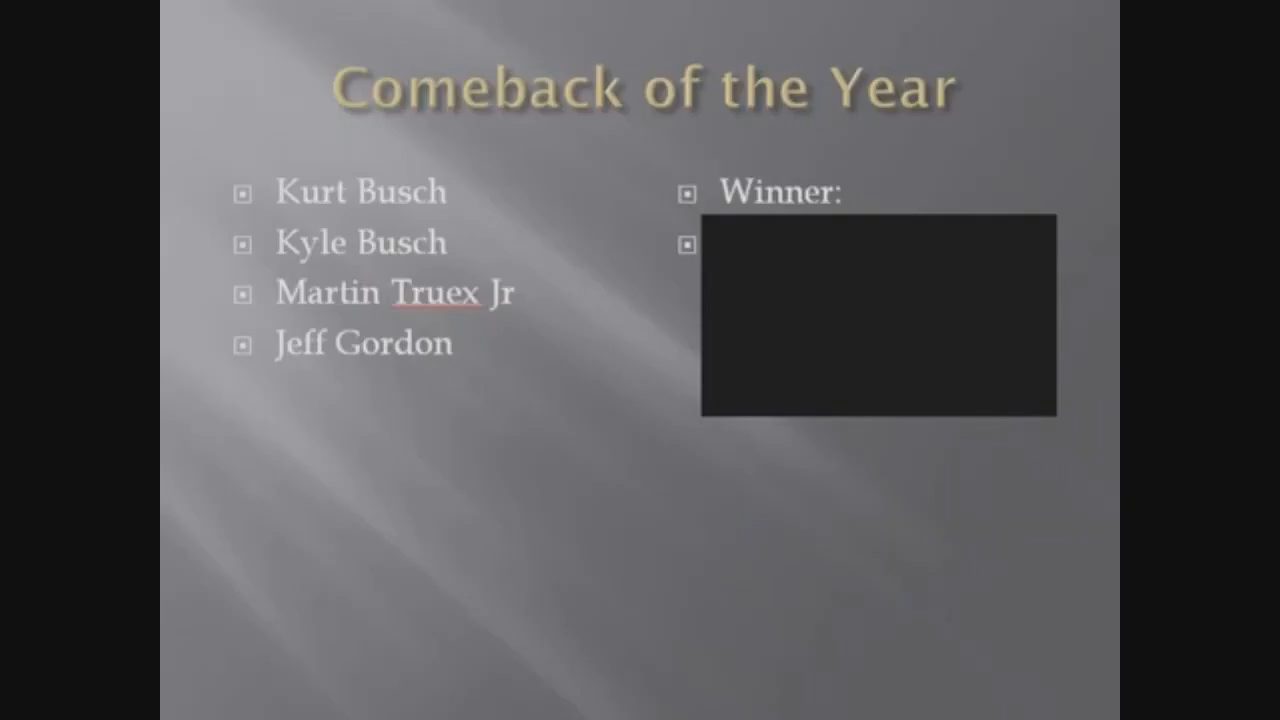 Comeback of the Year
Kurt Busch
Kyle Busch
Martin Truex Jr
Jeff Gordon
Winner: